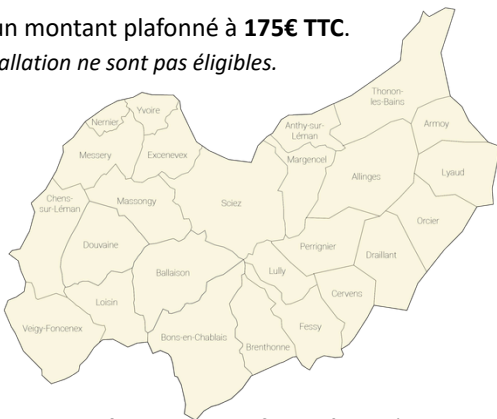 un montant plafonné à 175€ TTC.
allation ne sont pas éligibles.
Thonon-
les-Bains
Yvoire
Nernier
Anthy-sur-
Léman
Armoy
Messery
Excenevex
Margencel
Allinges
Lyaud
Chens-
sur-Léman
Massongy
Sciez
Orcier
Douvaine
Perrignier
Draillant
Ballaison
Lully
Cervens
Loisin
Veigy-Foncenex
Bons-en-Chablais
Fessy
Brenthonne